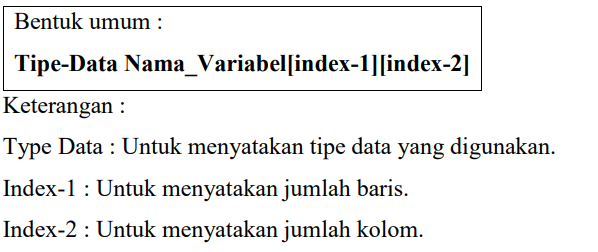 Bentuk umum :
Tipe-Data Nama_Variabel[index-1][index-2]
Keterangan :
Type Data : Untuk menyatakan tipe data yang digunakan.
Index-1 : Untuk menyatakan jumlah baris.
Index-2 : Untuk menyatakan jumlah kolom.